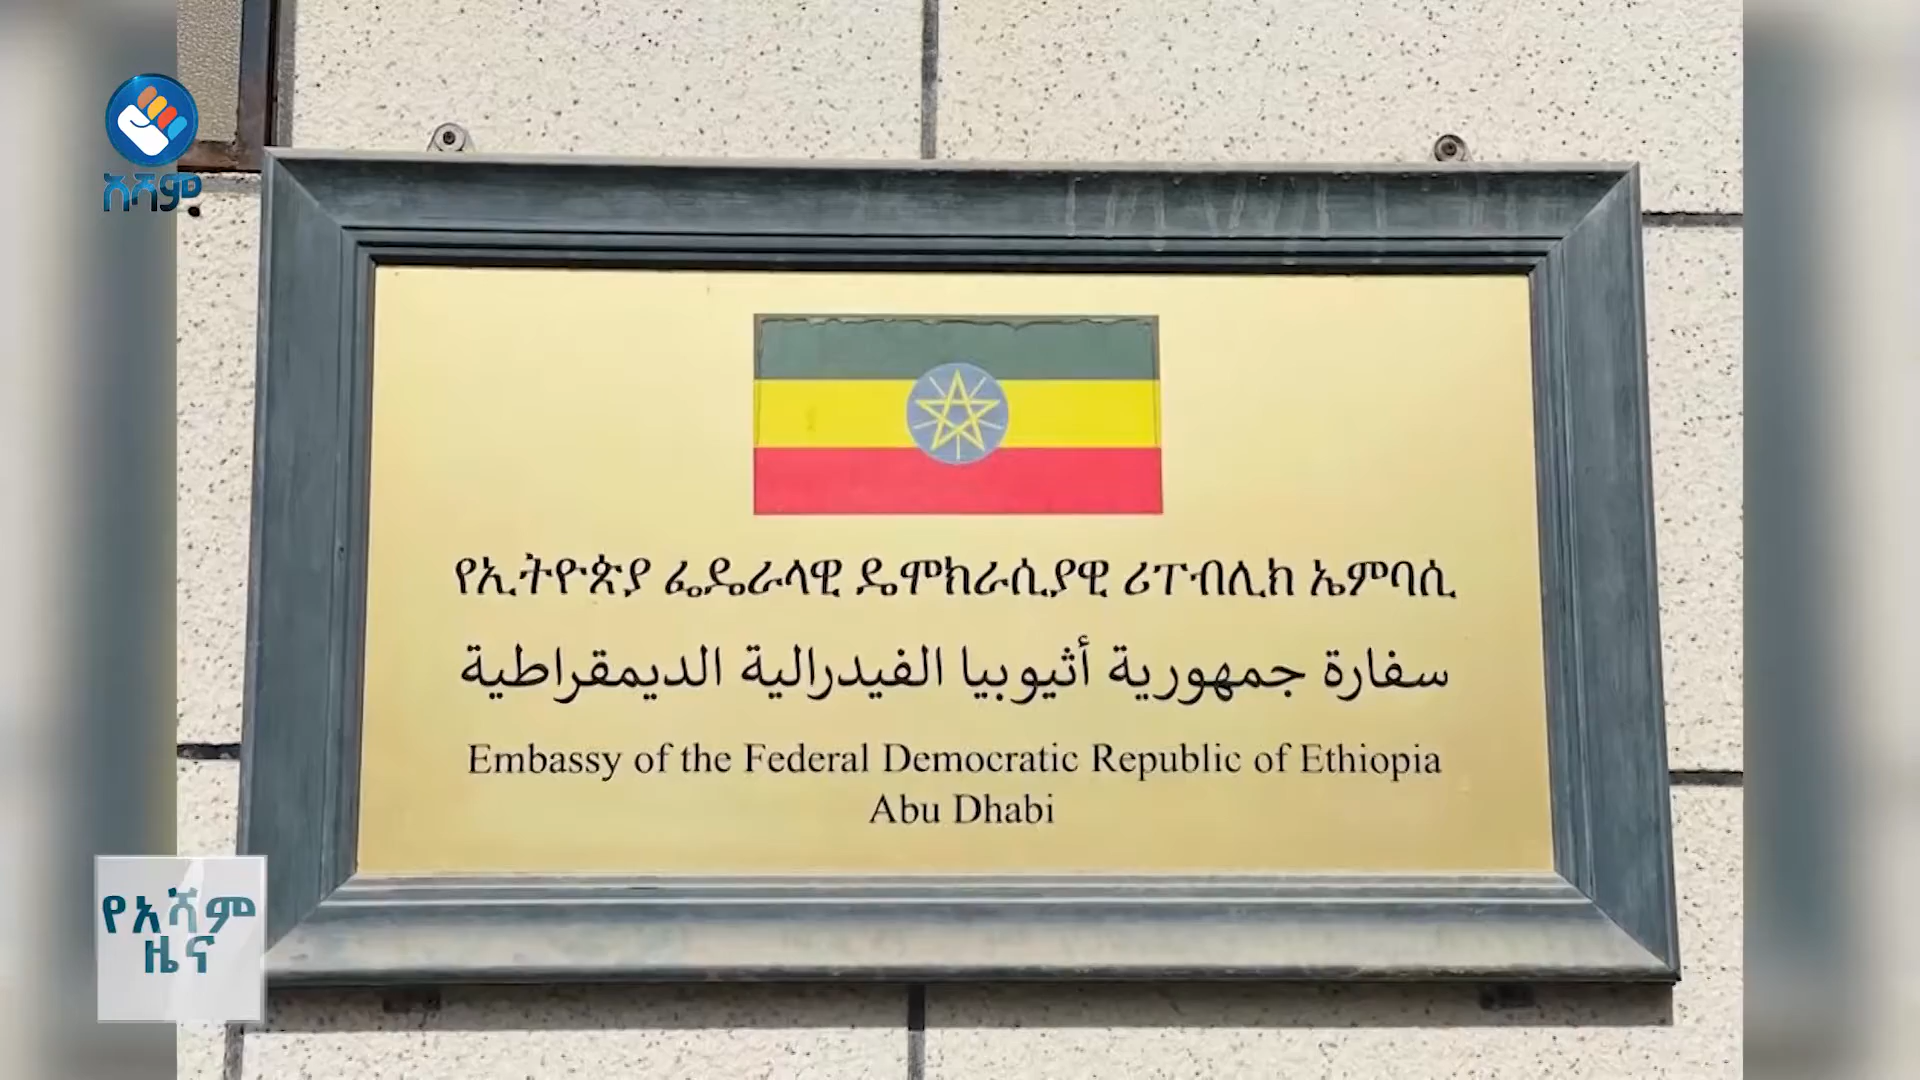 አሻም
የኢትዮጵያ ፌዴራላዊ ዴሞክራሲያዊ ሪፐብሊክ ኤምባሲ
سفارة جمهورية أثيوبيا الفيدرالية الديمقراطية
Embassy of the Federal Democratic Republic of Ethiopia
Abu Dhabi
የአሻም
ዜና